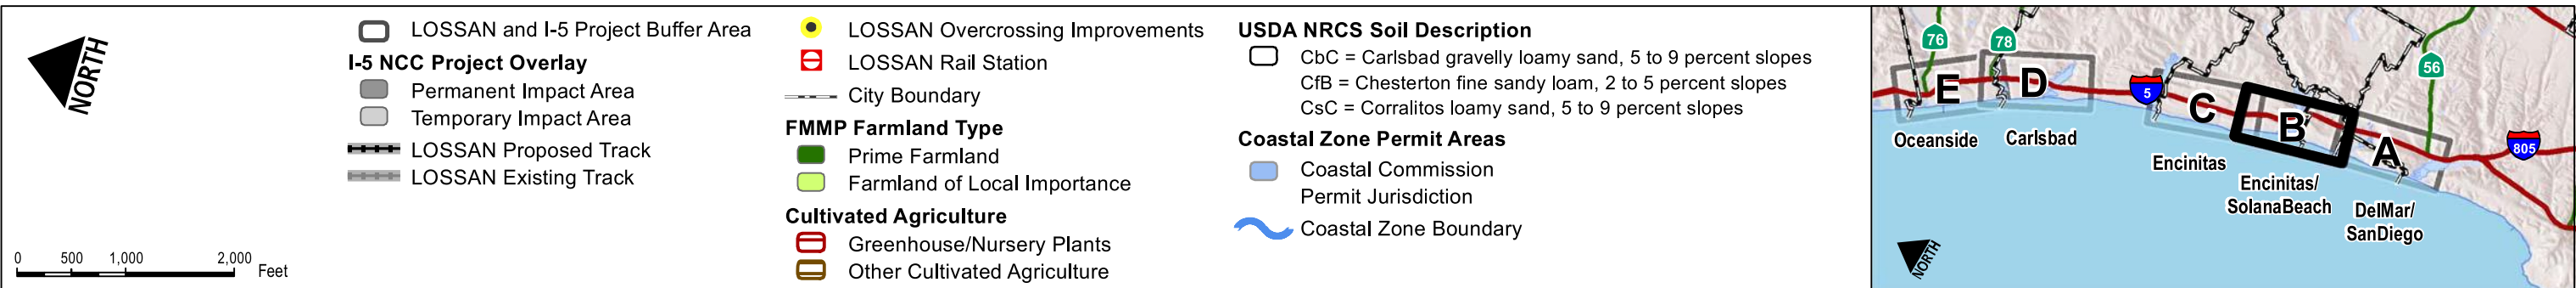 NORTH
0 500 1,000 2,000
Feet
LOSSAN and I-5 Project Buffer Area
I-5 NCC Project Overlay
Permanent Impact Area
Temporary Impact Area
LOSSAN Proposed Track
LOSSAN Existing Track
LOSSAN Overcrossing Improvements
LOSSAN Rail Station
City Boundary
FMMP Farmland Type
Prime Farmland
Farmland of Local Importance
Cultivated Agriculture
Greenhouse/Nursery Plants
Other Cultivated Agriculture
USDA NRCS Soil Description
CbC = Carlsbad gravelly loamy sand, 5 to 9 percent slopes
CfB = Chesterton fine sandy loam, 2 to 5 percent slopes
CsC = Corralitos loamy sand, 5 to 9 percent slopes
Coastal Zone Permit Areas
Coastal Commission
Permit Jurisdiction
Coastal Zone Boundary
76
78
56
5
805
E
D
C
B
A
Oceanside
Carlsbad
Encinitas
Encinitas/
SolanaBeach
DelMar/
SanDiego
NORTH